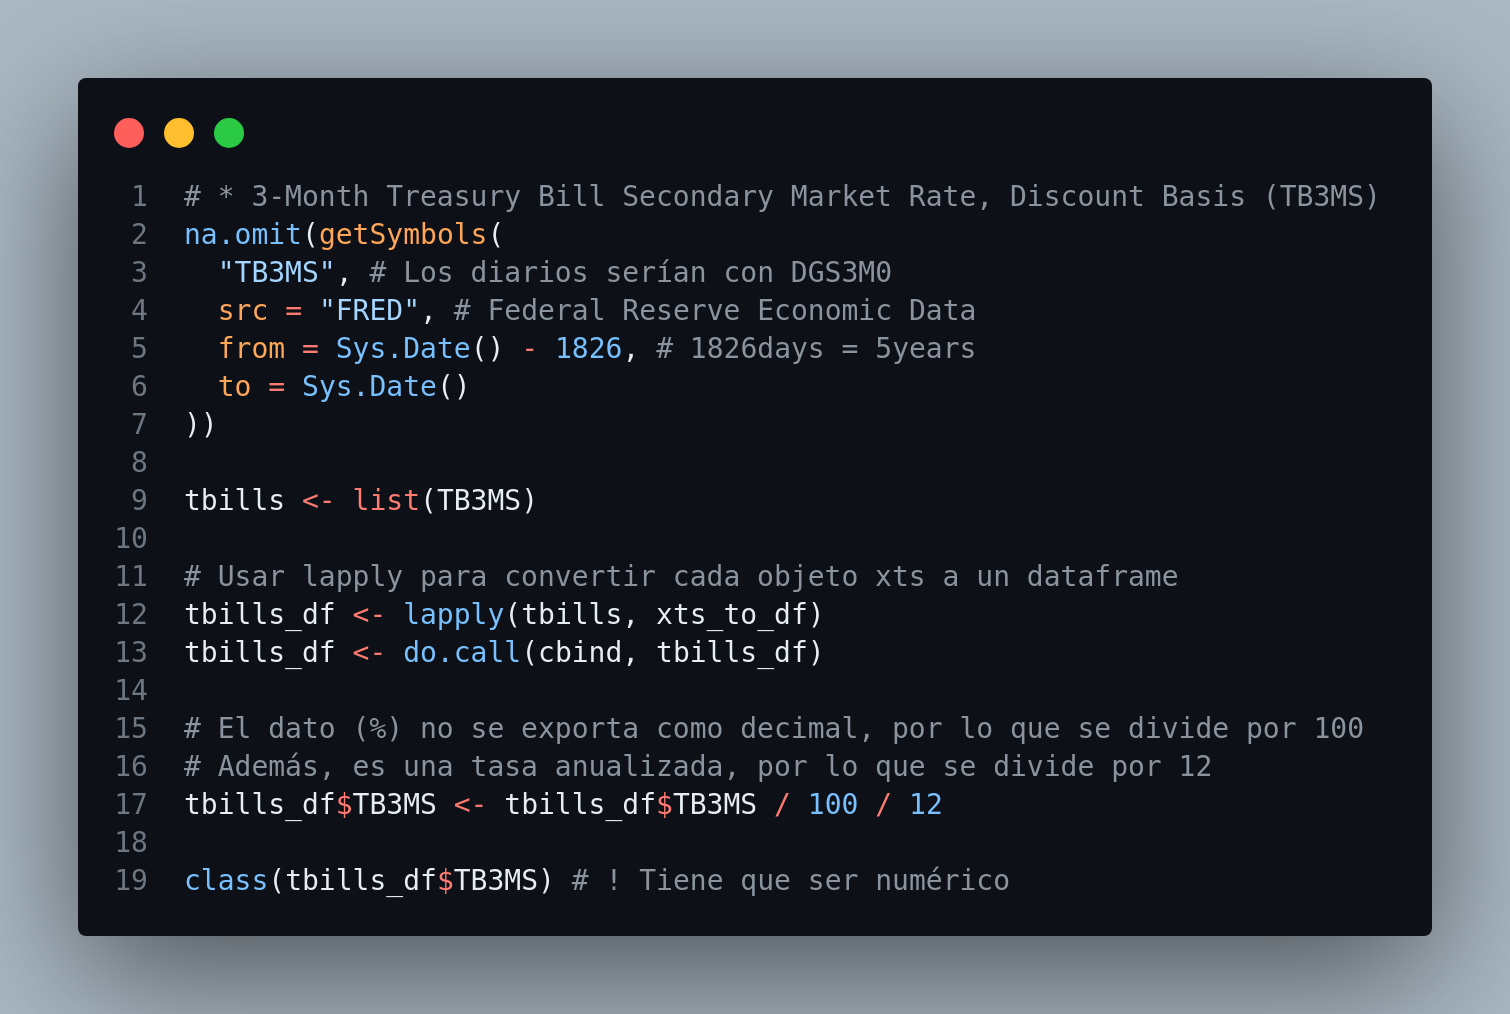 1 # * 3-Month Treasury Bill Secondary Market Rate, Discount Basis (TB3MS)
2 na.omit(getSymbols(
3   "TB3MS", # Los diarios serían con DGS3M0
4   src = "FRED", # Federal Reserve Economic Data
5   from = Sys.Date() - 1826, # 1826days = 5years
6   to = Sys.Date()
7 ))
8
9 tbills <- list(TB3MS)
10
11 # Usar lapply para convertir cada objeto xts a un dataframe
12 tbills_df <- lapply(tbills, xts_to_df)
13 tbills_df <- do.call(cbind, tbills_df)
14
15 # El dato (%) no se exporta como decimal, por lo que se divide por 100
16 # Además, es una tasa anualizada, por lo que se divide por 12
17 tbills_df$TB3MS <- tbills_df$TB3MS / 100 / 12
18
19 class(tbills_df$TB3MS) # ! Tiene que ser numérico